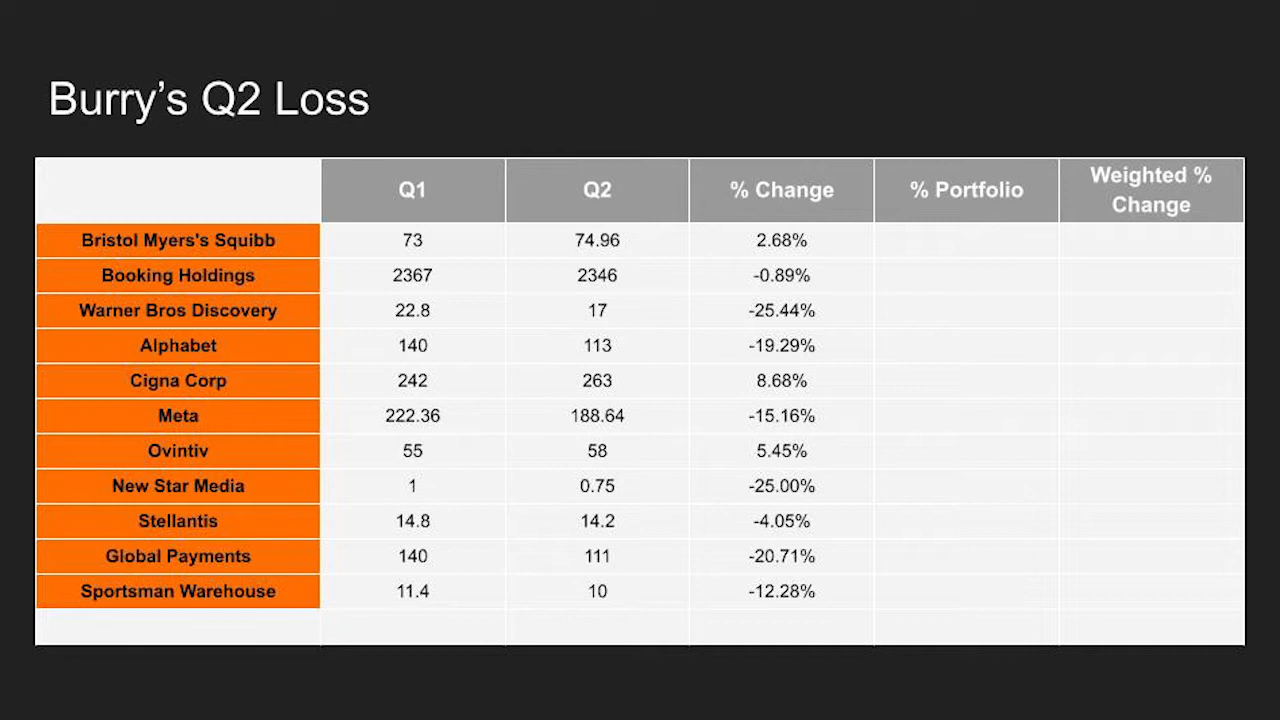 Burry’s Q2 Loss
Q1 Q2 % Change % Portfolio Weighted % Change
Bristol Myers's Squibb 73 74.96 2.68%
Booking Holdings 2367 2346 -0.89%
Warner Bros Discovery 22.8 17 -25.44%
Alphabet 140 113 -19.29%
Cigna Corp 242 263 8.68%
Meta 222.36 188.64 -15.16%
Ovintiv 55 58 5.45%
New Star Media 1 0.75 -25.00%
Stellantis 14.8 14.2 -4.05%
Global Payments 140 111 -20.71%
Sportsman Warehouse 11.4 10 -12.28%